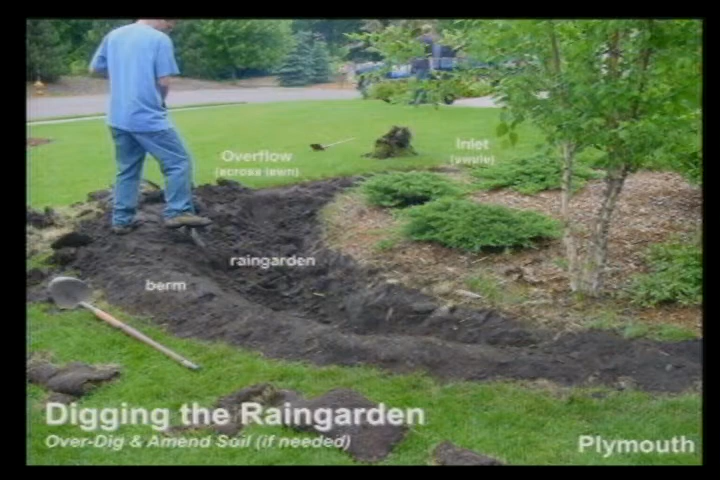 Overflow
(across lawn)
Inlet
(swale)
raingarden
berm
Digging the Raingarden
Over-Dig & Amend Soil (if needed)
Plymouth